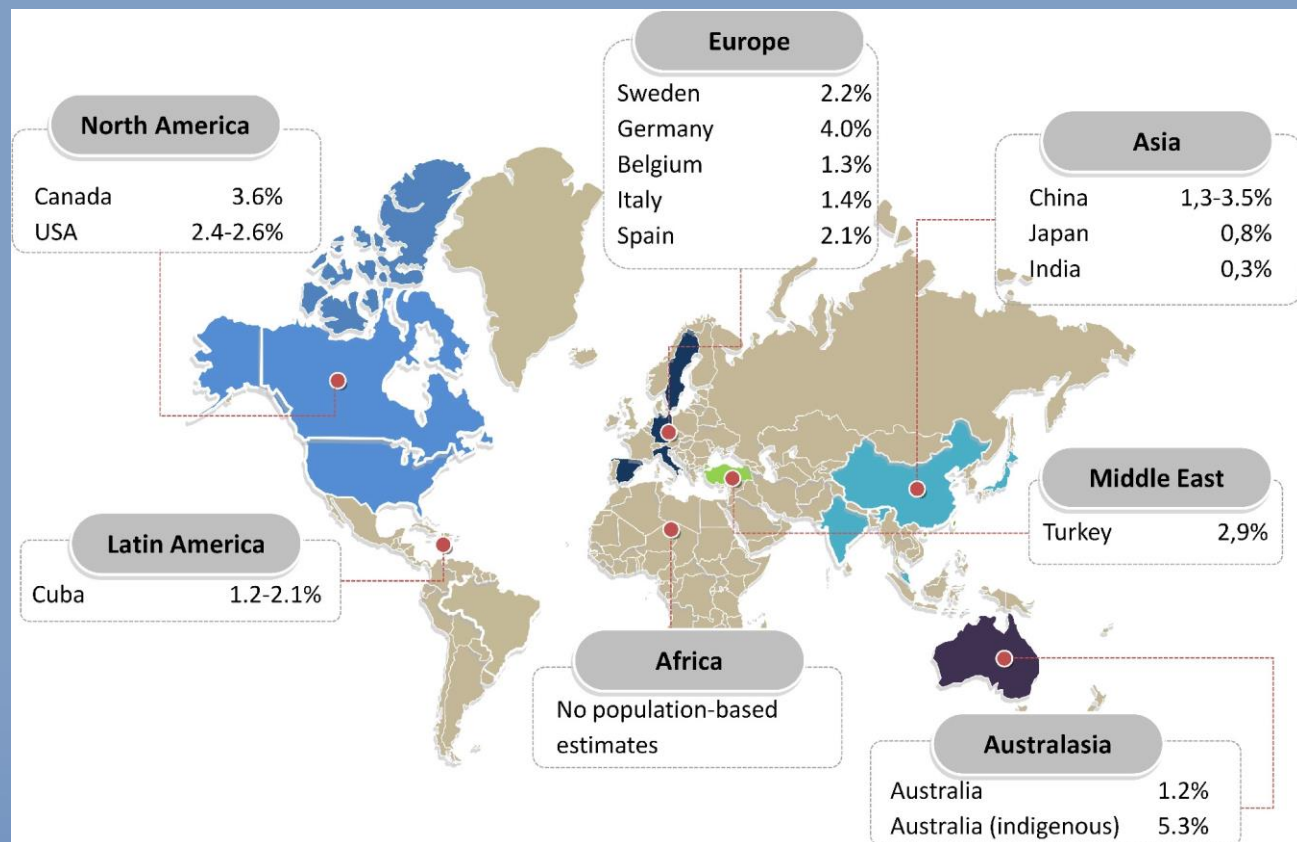 North America
Canada 3.6%
USA 2.4-2.6%
Europe
Sweden 2.2%
Germany 4.0%
Belgium 1.3%
Italy 1.4%
Spain 2.1%
Asia
China 1,3-3.5%
Japan 0,8%
India 0,3%
Middle East
Turkey 2,9%
Latin America
Cuba 1.2-2.1%
Africa
No population-based
estimates
Australasia
Australia 1.2%
Australia (indigenous) 5.3%